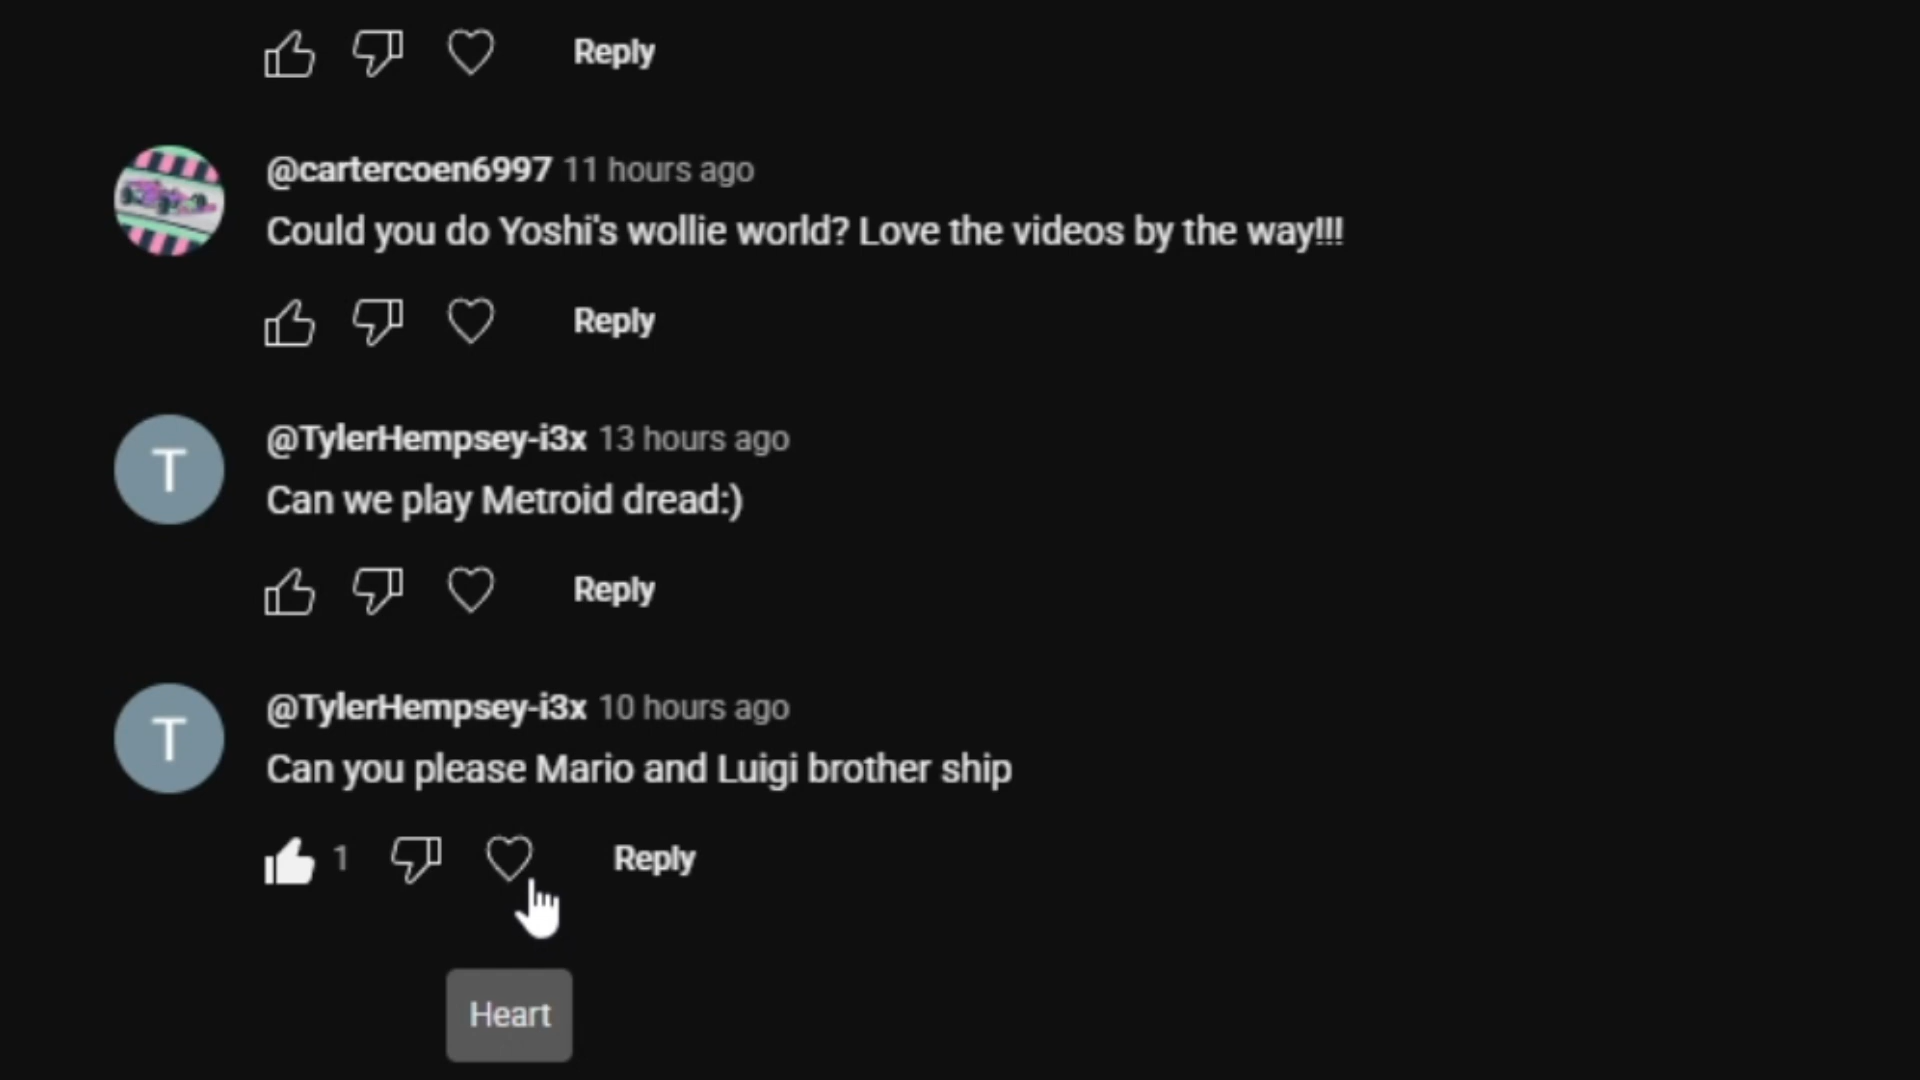 Reply
@cartercoen6997 11 hours ago
Could you do Yoshi's wollie world? Love the videos by the way!!!
Reply
T
@TylerHempsey-i3x 13 hours ago
Can we play Metroid dread:)
Reply
T
@TylerHempsey-i3x 10 hours ago
Can you please Mario and Luigi brother ship
1 Reply
Heart